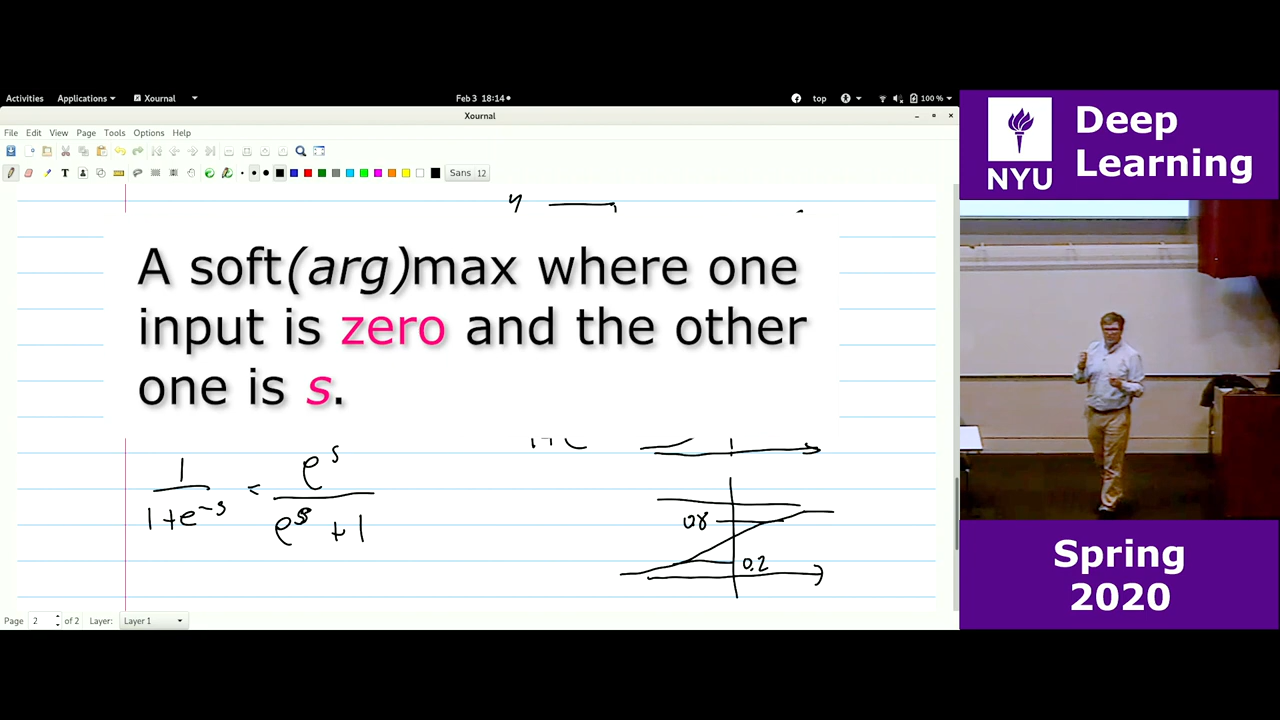 Activities Applications Xournal Feb 3 18:14 top 100 %
Xournal
File Edit View Page Tools Options Help
Sans 12
A soft(arg)max where one
input is zero and the other
one is s.
1/(1+e^-s) = e^s/(e^s + 1)
0.8
0.2
Page 2 of 2 Layer: Layer 1
NYU
Deep
Learning
Spring
2020